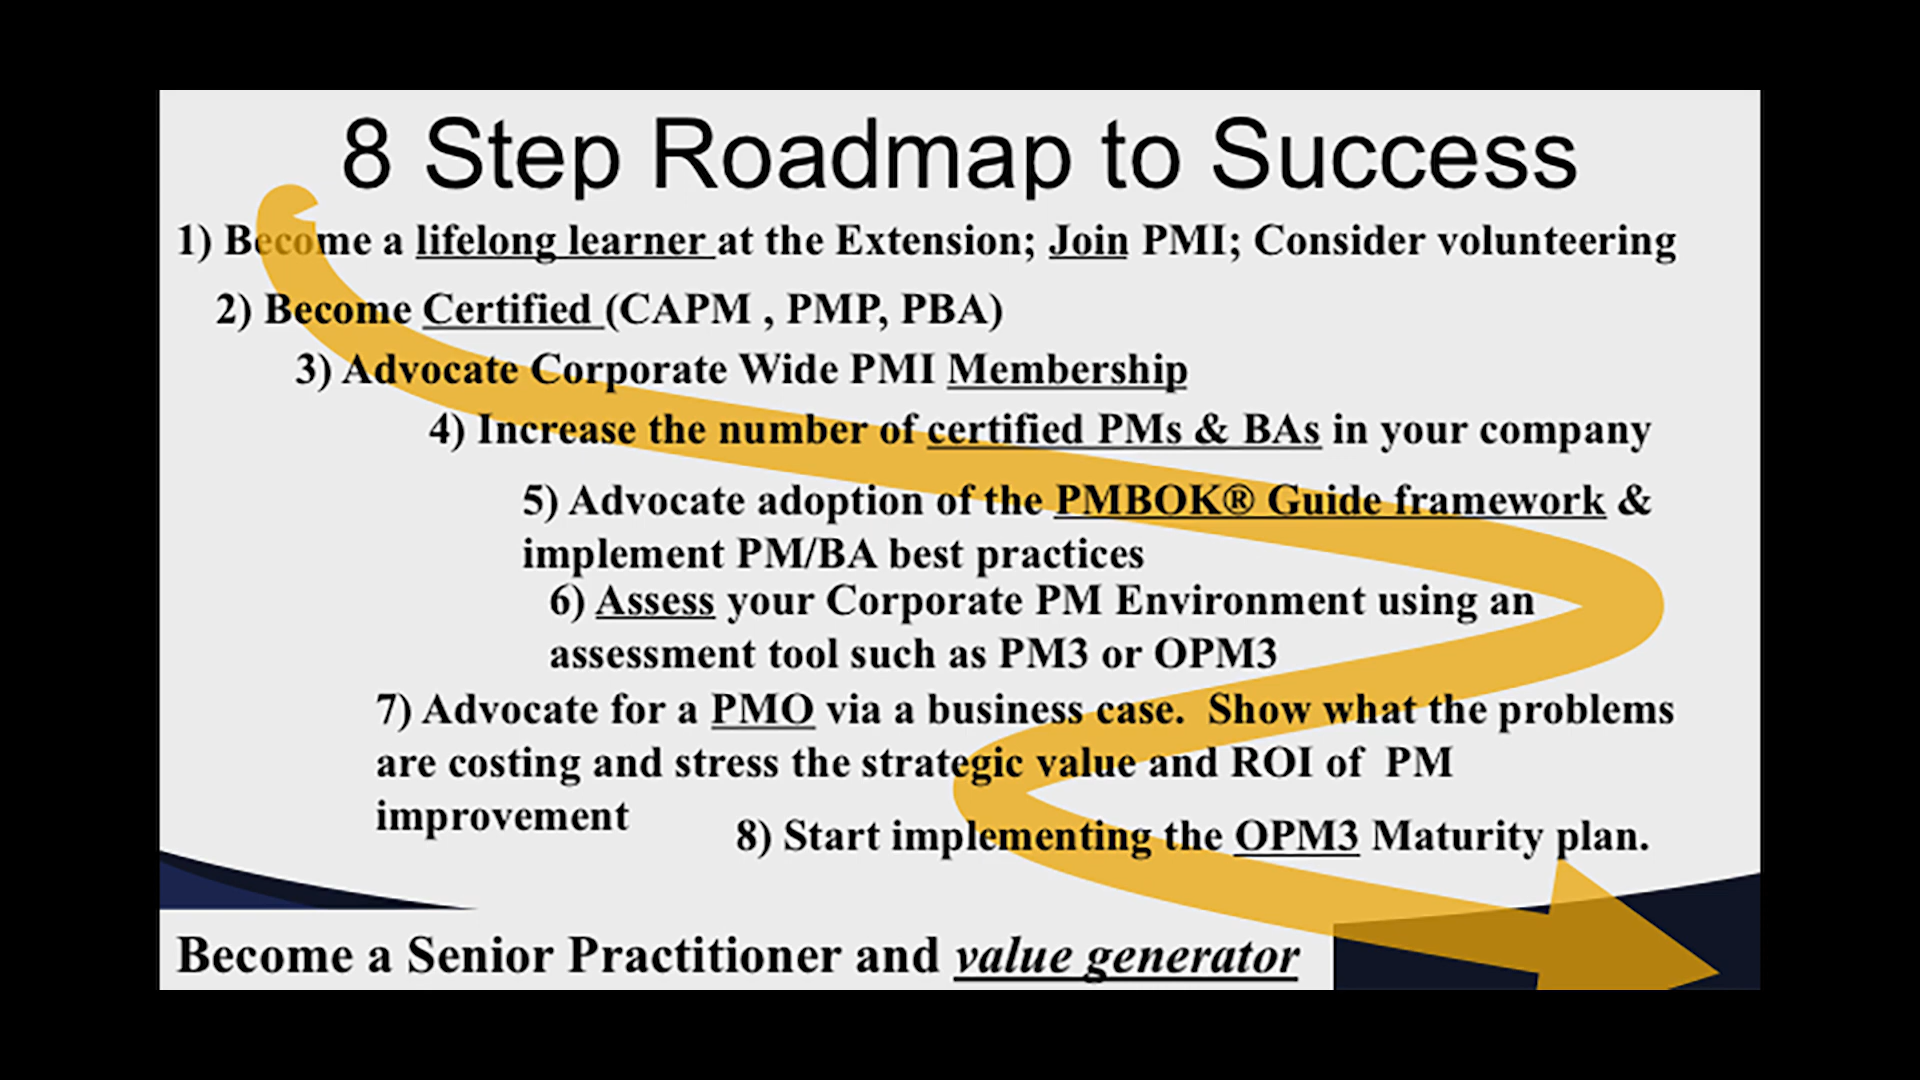 8 Step Roadmap to Success
1) Become a lifelong learner at the Extension; Join PMI; Consider volunteering
2) Become Certified (CAPM , PMP, PBA)
3) Advocate Corporate Wide PMI Membership
4) Increase the number of certified PMs & BAs in your company
5) Advocate adoption of the PMBOK® Guide framework &
implement PM/BA best practices
6) Assess your Corporate PM Environment using an
assessment tool such as PM3 or OPM3
7) Advocate for a PMO via a business case. Show what the problems
are costing and stress the strategic value and ROI of PM
improvement
8) Start implementing the OPM3 Maturity plan.
Become a Senior Practitioner and value generator